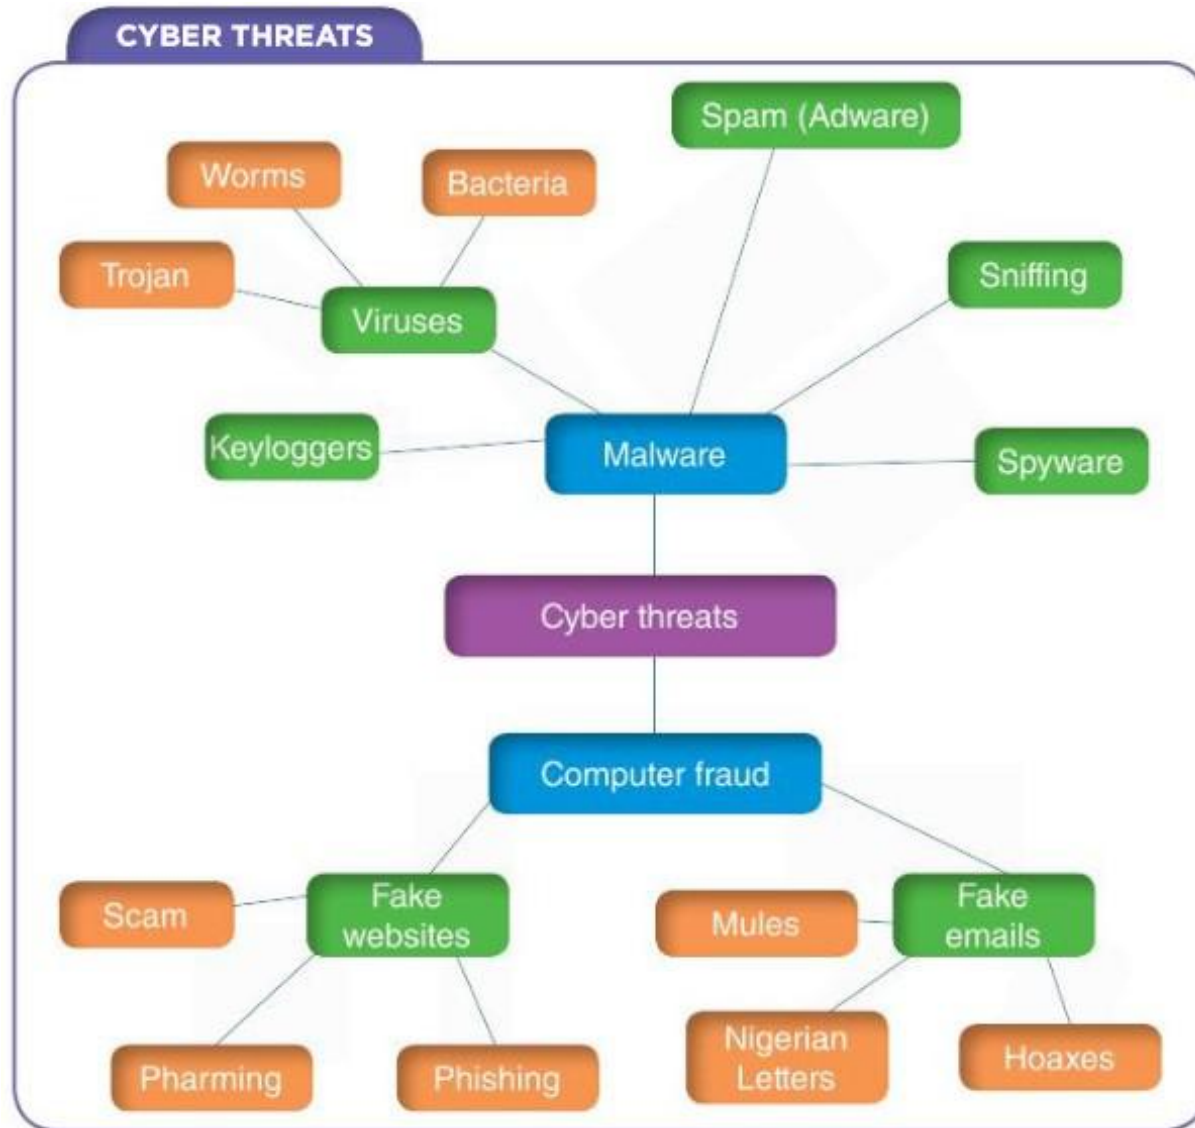 CYBER THREATS
Spam (Adware)
Worms
Bacteria
Trojan
Sniffing
Viruses
Keyloggers
Malware
Spyware
Cyber threats
Computer fraud
Scam
Fake
websites
Mules
Fake
emails
Pharming
Phishing
Nigerian
Letters
Hoaxes